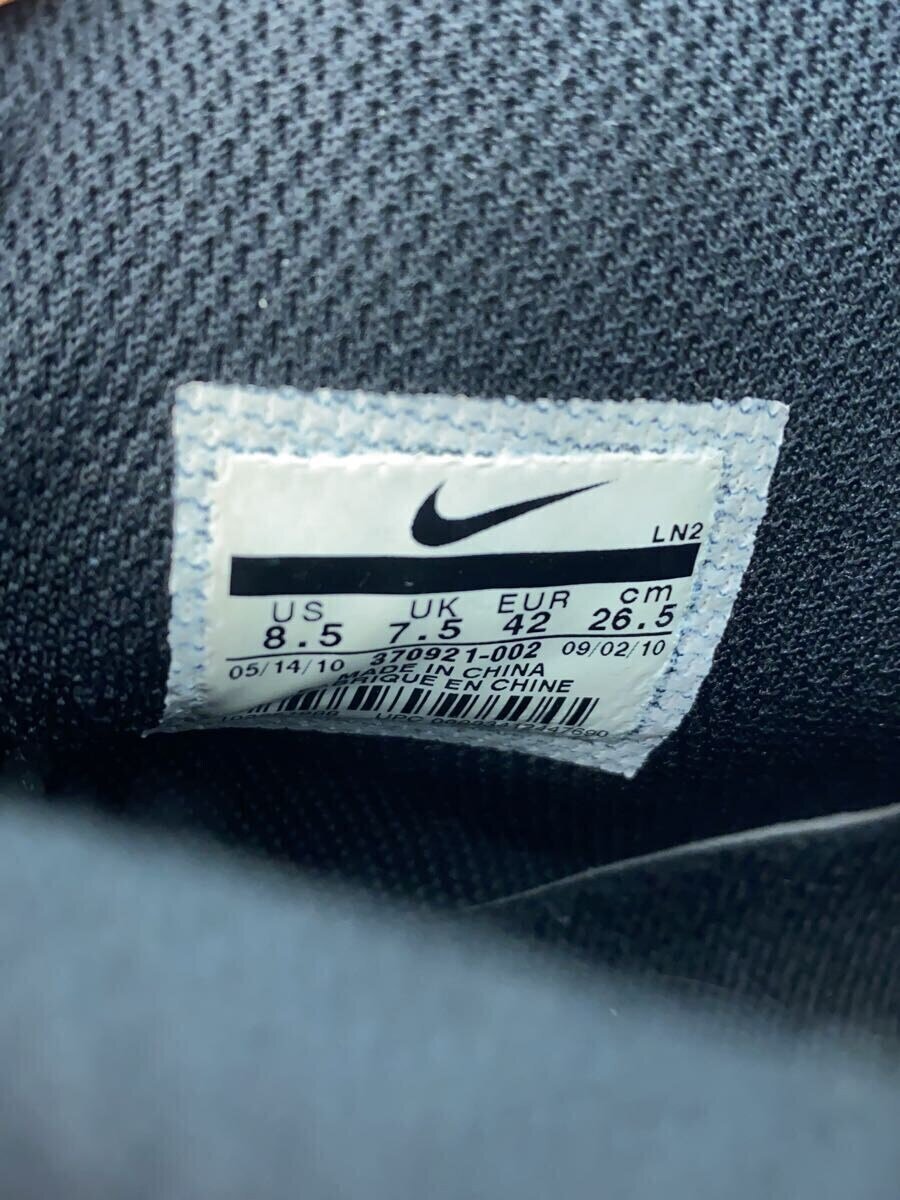 LN2
US UK EUR cm
8.5 7.5 42 26.5
05/14/10 370921-002 09/02/10
MADE IN CHINA
EN CHINE
UPC